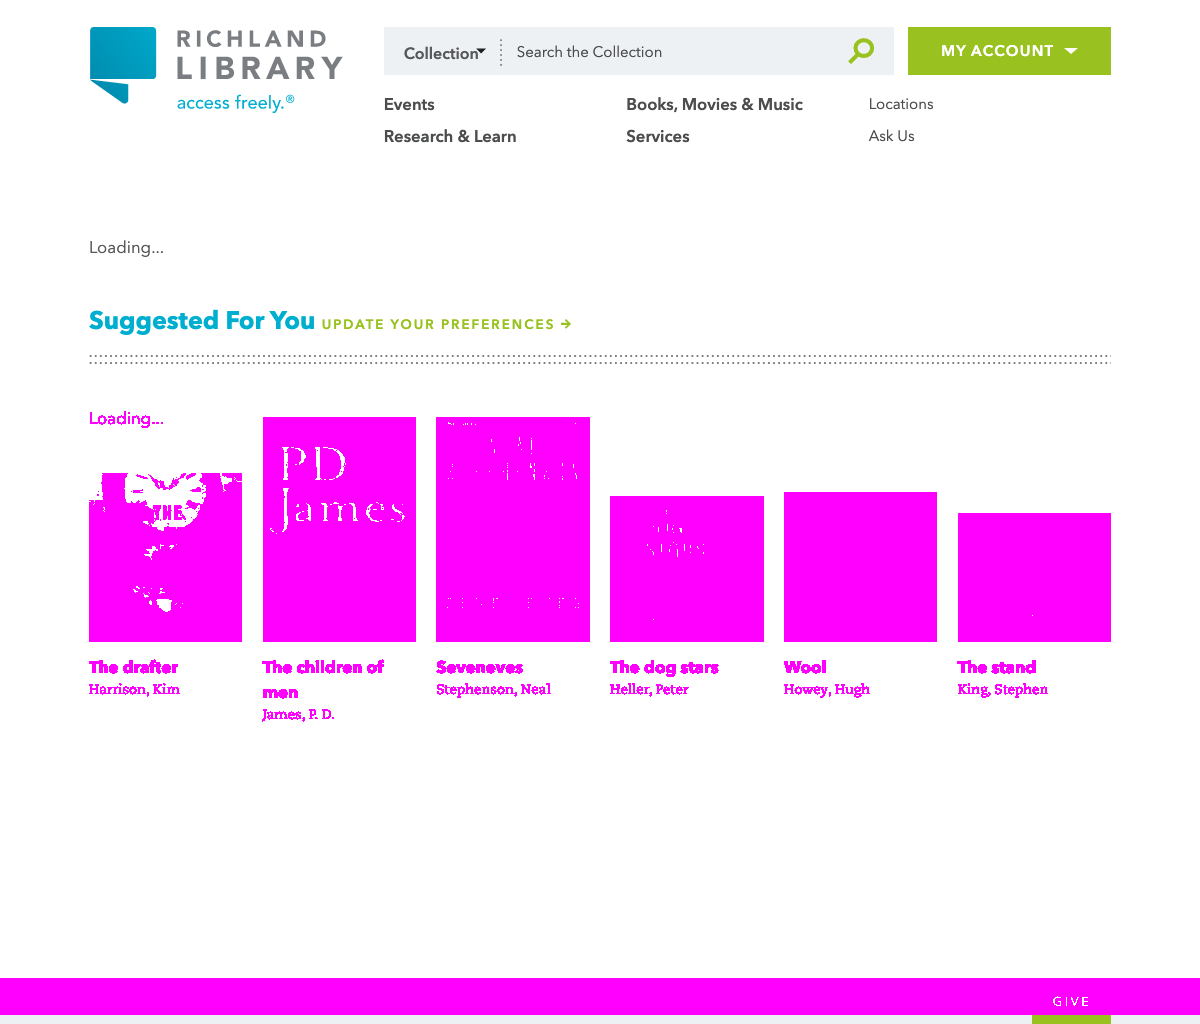 RICHLAND
LIBRARY
access freely.®
Collection
Search the Collection
MY ACCOUNT
Events
Books, Movies & Music
Locations
Research & Learn
Services
Ask Us
Loading...
Suggested For You UPDATE YOUR PREFERENCES →
Loading...
THE
PD
James
The drafter
Harrison, Kim
The children of
men
James, P. D.
Seveneves
Stephenson, Neal
The dog stars
Heller, Peter
Wool
Howey, Hugh
The stand
King, Stephen
GIVE